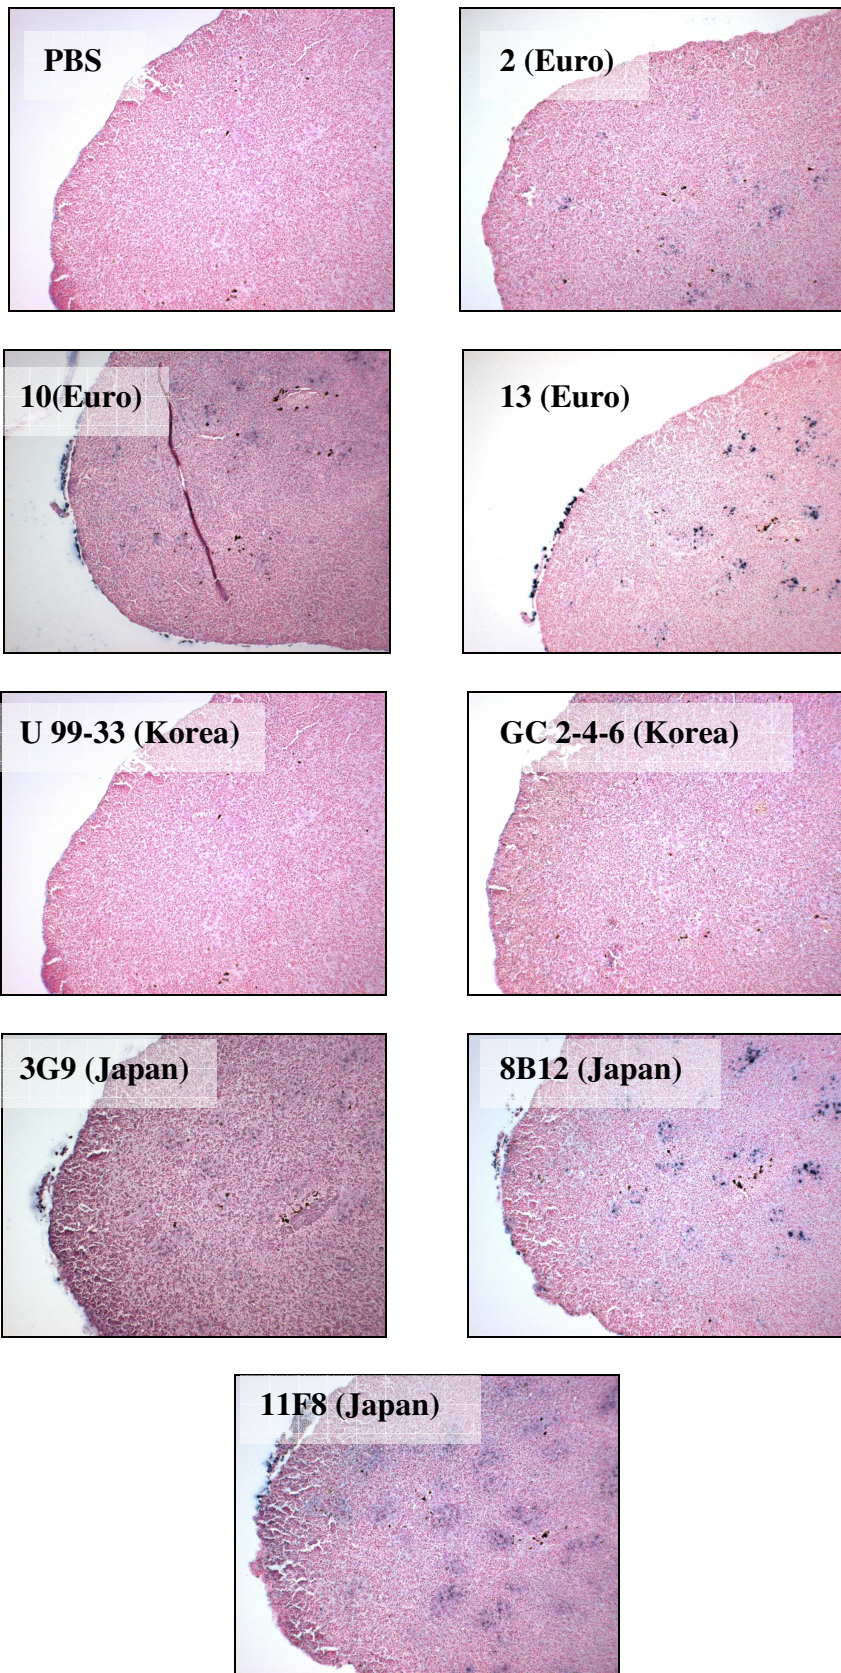 PBS
2 (Euro)
10(Euro)
13 (Euro)
U 99-33 (Korea)
GC 2-4-6 (Korea)
3G9 (Japan)
8B12 (Japan)
11F8 (Japan)